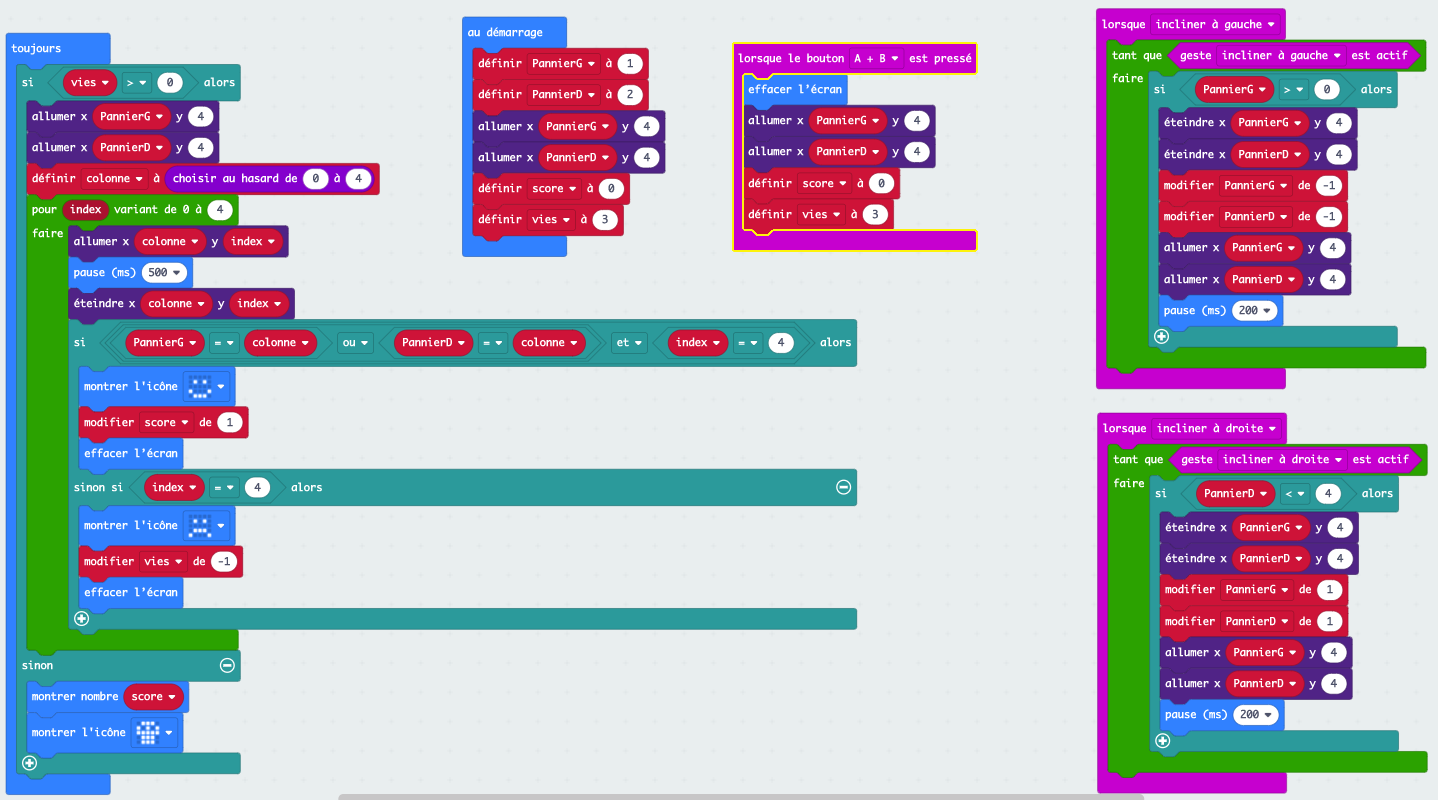 toujours
si vies > 0 alors
allumer x PannierG y 4
allumer x PannierD y 4
définir colonne à choisir au hasard de 0 à 4
pour index variant de 0 à 4
faire
allumer x colonne y index
pause (ms) 500
éteindre x colonne y index
si PannierG = colonne ou PannierD = colonne et index = 4 alors
montrer l'icône
modifier score de 1
effacer l'écran
sinon si index = 4 alors
montrer l'icône
modifier vies de -1
effacer l'écran
sinon
montrer nombre score
montrer l'icône
au démarrage
définir PannierG à 1
définir PannierD à 2
allumer x PannierG y 4
allumer x PannierD y 4
définir score à 0
définir vies à 3
lorsque le bouton A + B est pressé
effacer l'écran
allumer x PannierG y 4
allumer x PannierD y 4
définir score à 0
définir vies à 3
lorsque incliner à gauche
tant que geste incliner à gauche est actif
faire
si PannierG > 0 alors
éteindre x PannierG y 4
éteindre x PannierD y 4
modifier PannierG de -1
modifier PannierD de -1
allumer x PannierG y 4
allumer x PannierD y 4
pause (ms) 200
lorsque incliner à droite
tant que geste incliner à droite est actif
faire
si PannierD < 4 alors
éteindre x PannierG y 4
éteindre x PannierD y 4
modifier PannierG de 1
modifier PannierD de 1
allumer x PannierG y 4
allumer x PannierD y 4
pause (ms) 200